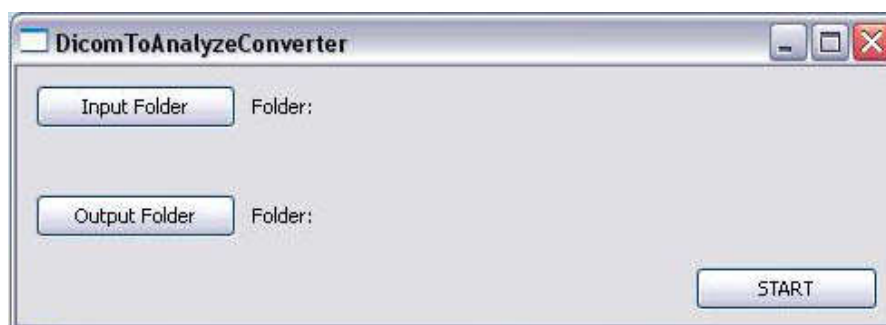 DicomToAnalyzeConverter
Input Folder Folder:
Output Folder Folder:
START